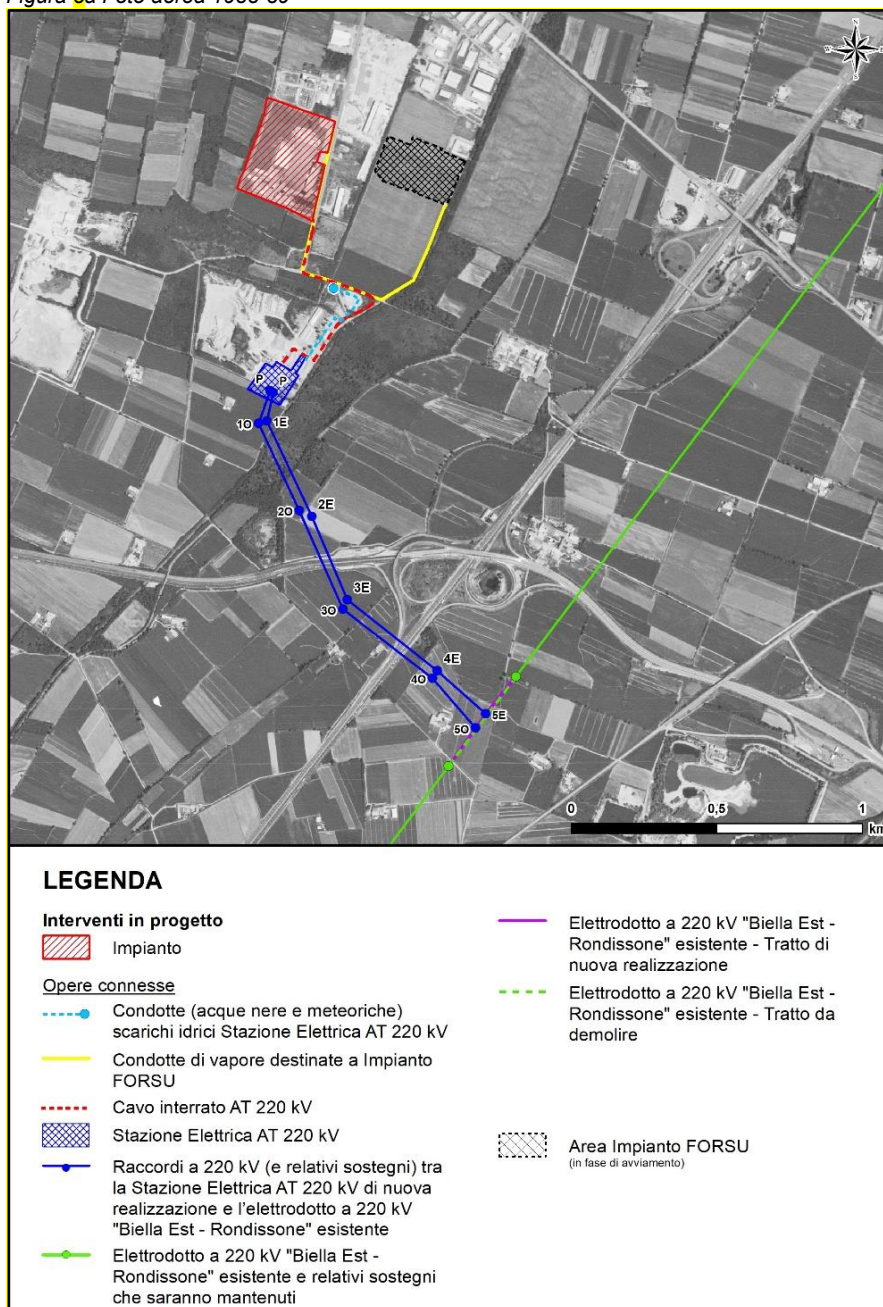 Figura Foto aerea
P P
1O 1E
2O 2E
3E
3O
4E
4O
5E
5O
0 0,5 1
km
LEGENDA
Interventi in progetto
Impianto
Opere connesse
Condotte (acque nere e meteoriche)
scarichi idrici Stazione Elettrica AT 220 kV
Condotte di vapore destinate a Impianto
FORSU
Cavo interrato AT 220 kV
Stazione Elettrica AT 220 kV
Raccordi a 220 kV (e relativi sostegni) tra
la Stazione Elettrica AT 220 kV di nuova
realizzazione e l'elettrodotto a 220 kV
"Biella Est - Rondissone" esistente
Elettrodotto a 220 kV "Biella Est -
Rondissone" esistente e relativi sostegni
che saranno mantenuti
Elettrodotto a 220 kV "Biella Est -
Rondissone" esistente - Tratto di
nuova realizzazione
Elettrodotto a 220 kV "Biella Est -
Rondissone" esistente - Tratto da
demolire
Area Impianto FORSU
(in fase di avviamento)